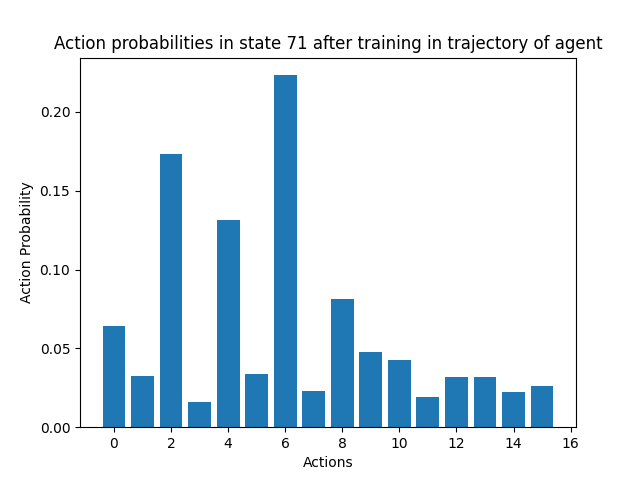 Action probabilities in state 71 after training in trajectory of agent
0.20
0.15
0.10
0.05
0.00
Action Probability
0 2 4 6 8 10 12 14 16
Actions